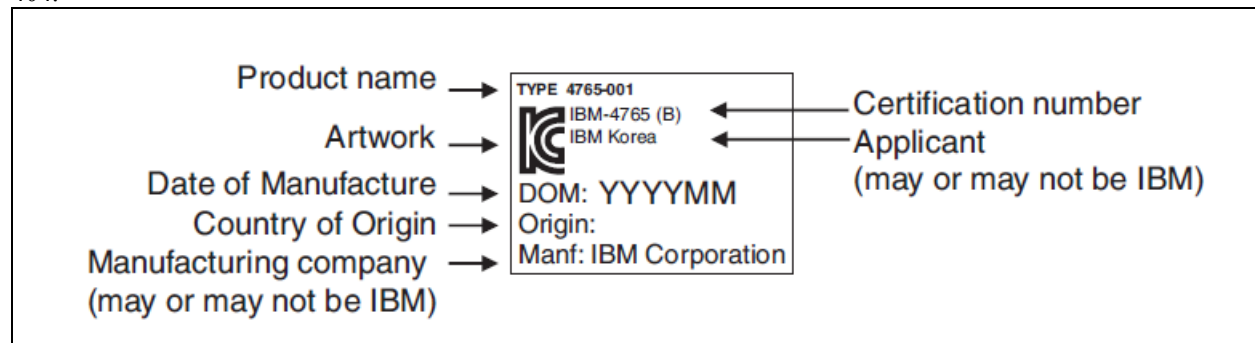 Product name
Artwork
Date of Manufacture
Country of Origin
Manufacturing company
(may or may not be IBM)
TYPE 4765-001
IBM-4765 (B)
IBM Korea
DOM: YYYYMM
Origin:
Manf: IBM Corporation
Certification number
Applicant
(may or may not be IBM)